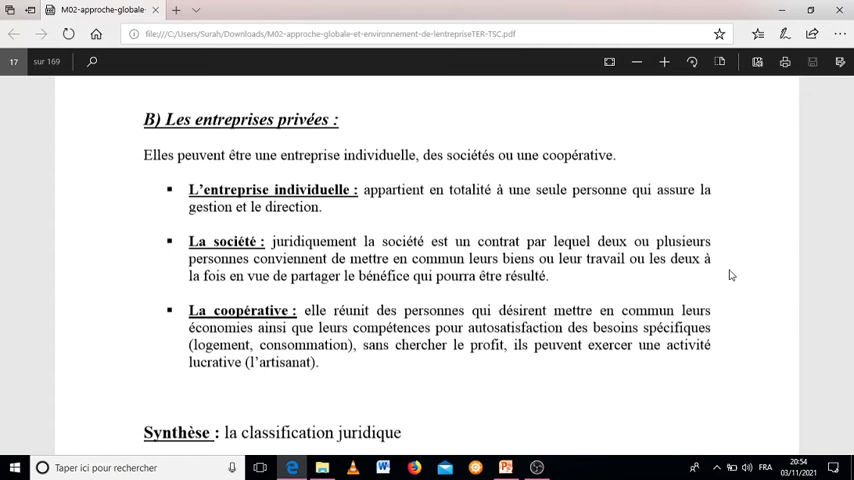 M02-approche-globale-
file:///C:/Users/Surah/Downloads/M02-approche-globale-et-environnement-de-lentrepriseTER-TSC.pdf
17 sur 169
B) Les entreprises privées :
Elles peuvent être une entreprise individuelle, des sociétés ou une coopérative.
L'entreprise individuelle : appartient en totalité à une seule personne qui assure la
gestion et le direction.
La société : juridiquement la société est un contrat par lequel deux ou plusieurs
personnes conviennent de mettre en commun leurs biens ou leur travail ou les deux à
la fois en vue de partager le bénéfice qui pourra être résulté.
La coopérative : elle réunit des personnes qui désirent mettre en commun leurs
économies ainsi que leurs compétences pour autosatisfaction des besoins spécifiques
(logement, consommation), sans chercher le profit, ils peuvent exercer une activité
lucrative (l'artisanat).
Synthèse : la classification juridique
Taper ici pour rechercher
FRA
20:54
03/11/2021